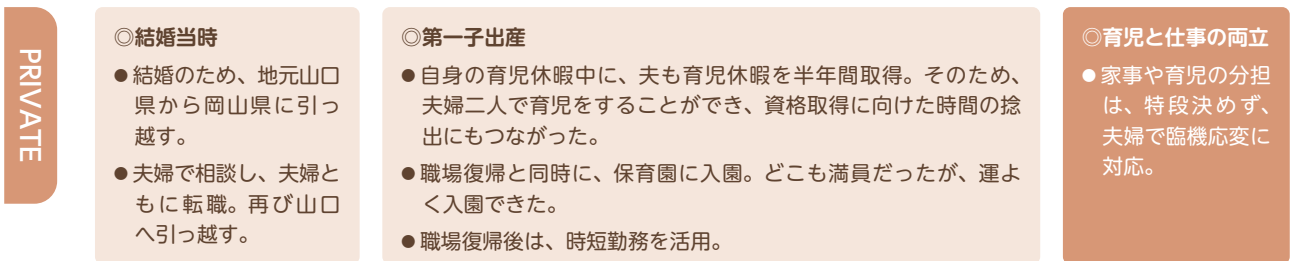 PRIVATE
◎結婚当時
●結婚のため、地元山口
県から岡山県に引っ
越す。
●夫婦で相談し、夫婦と
もに転職。再び山口
へ引っ越す。
◎第一子出産
●自身の育児休暇中に、夫も育児休暇を半年間取得。そのため、
夫婦二人で育児をすることができ、資格取得に向けた時間の捻
出にもつながった。
●職場復帰と同時に、保育園に入園。どこも満員だったが、運よ
く入園できた。
●職場復帰後は、時短勤務を活用。
◎育児と仕事の両立
●家事や育児の分担
は、特段決めず、
夫婦で臨機応変に
対応。